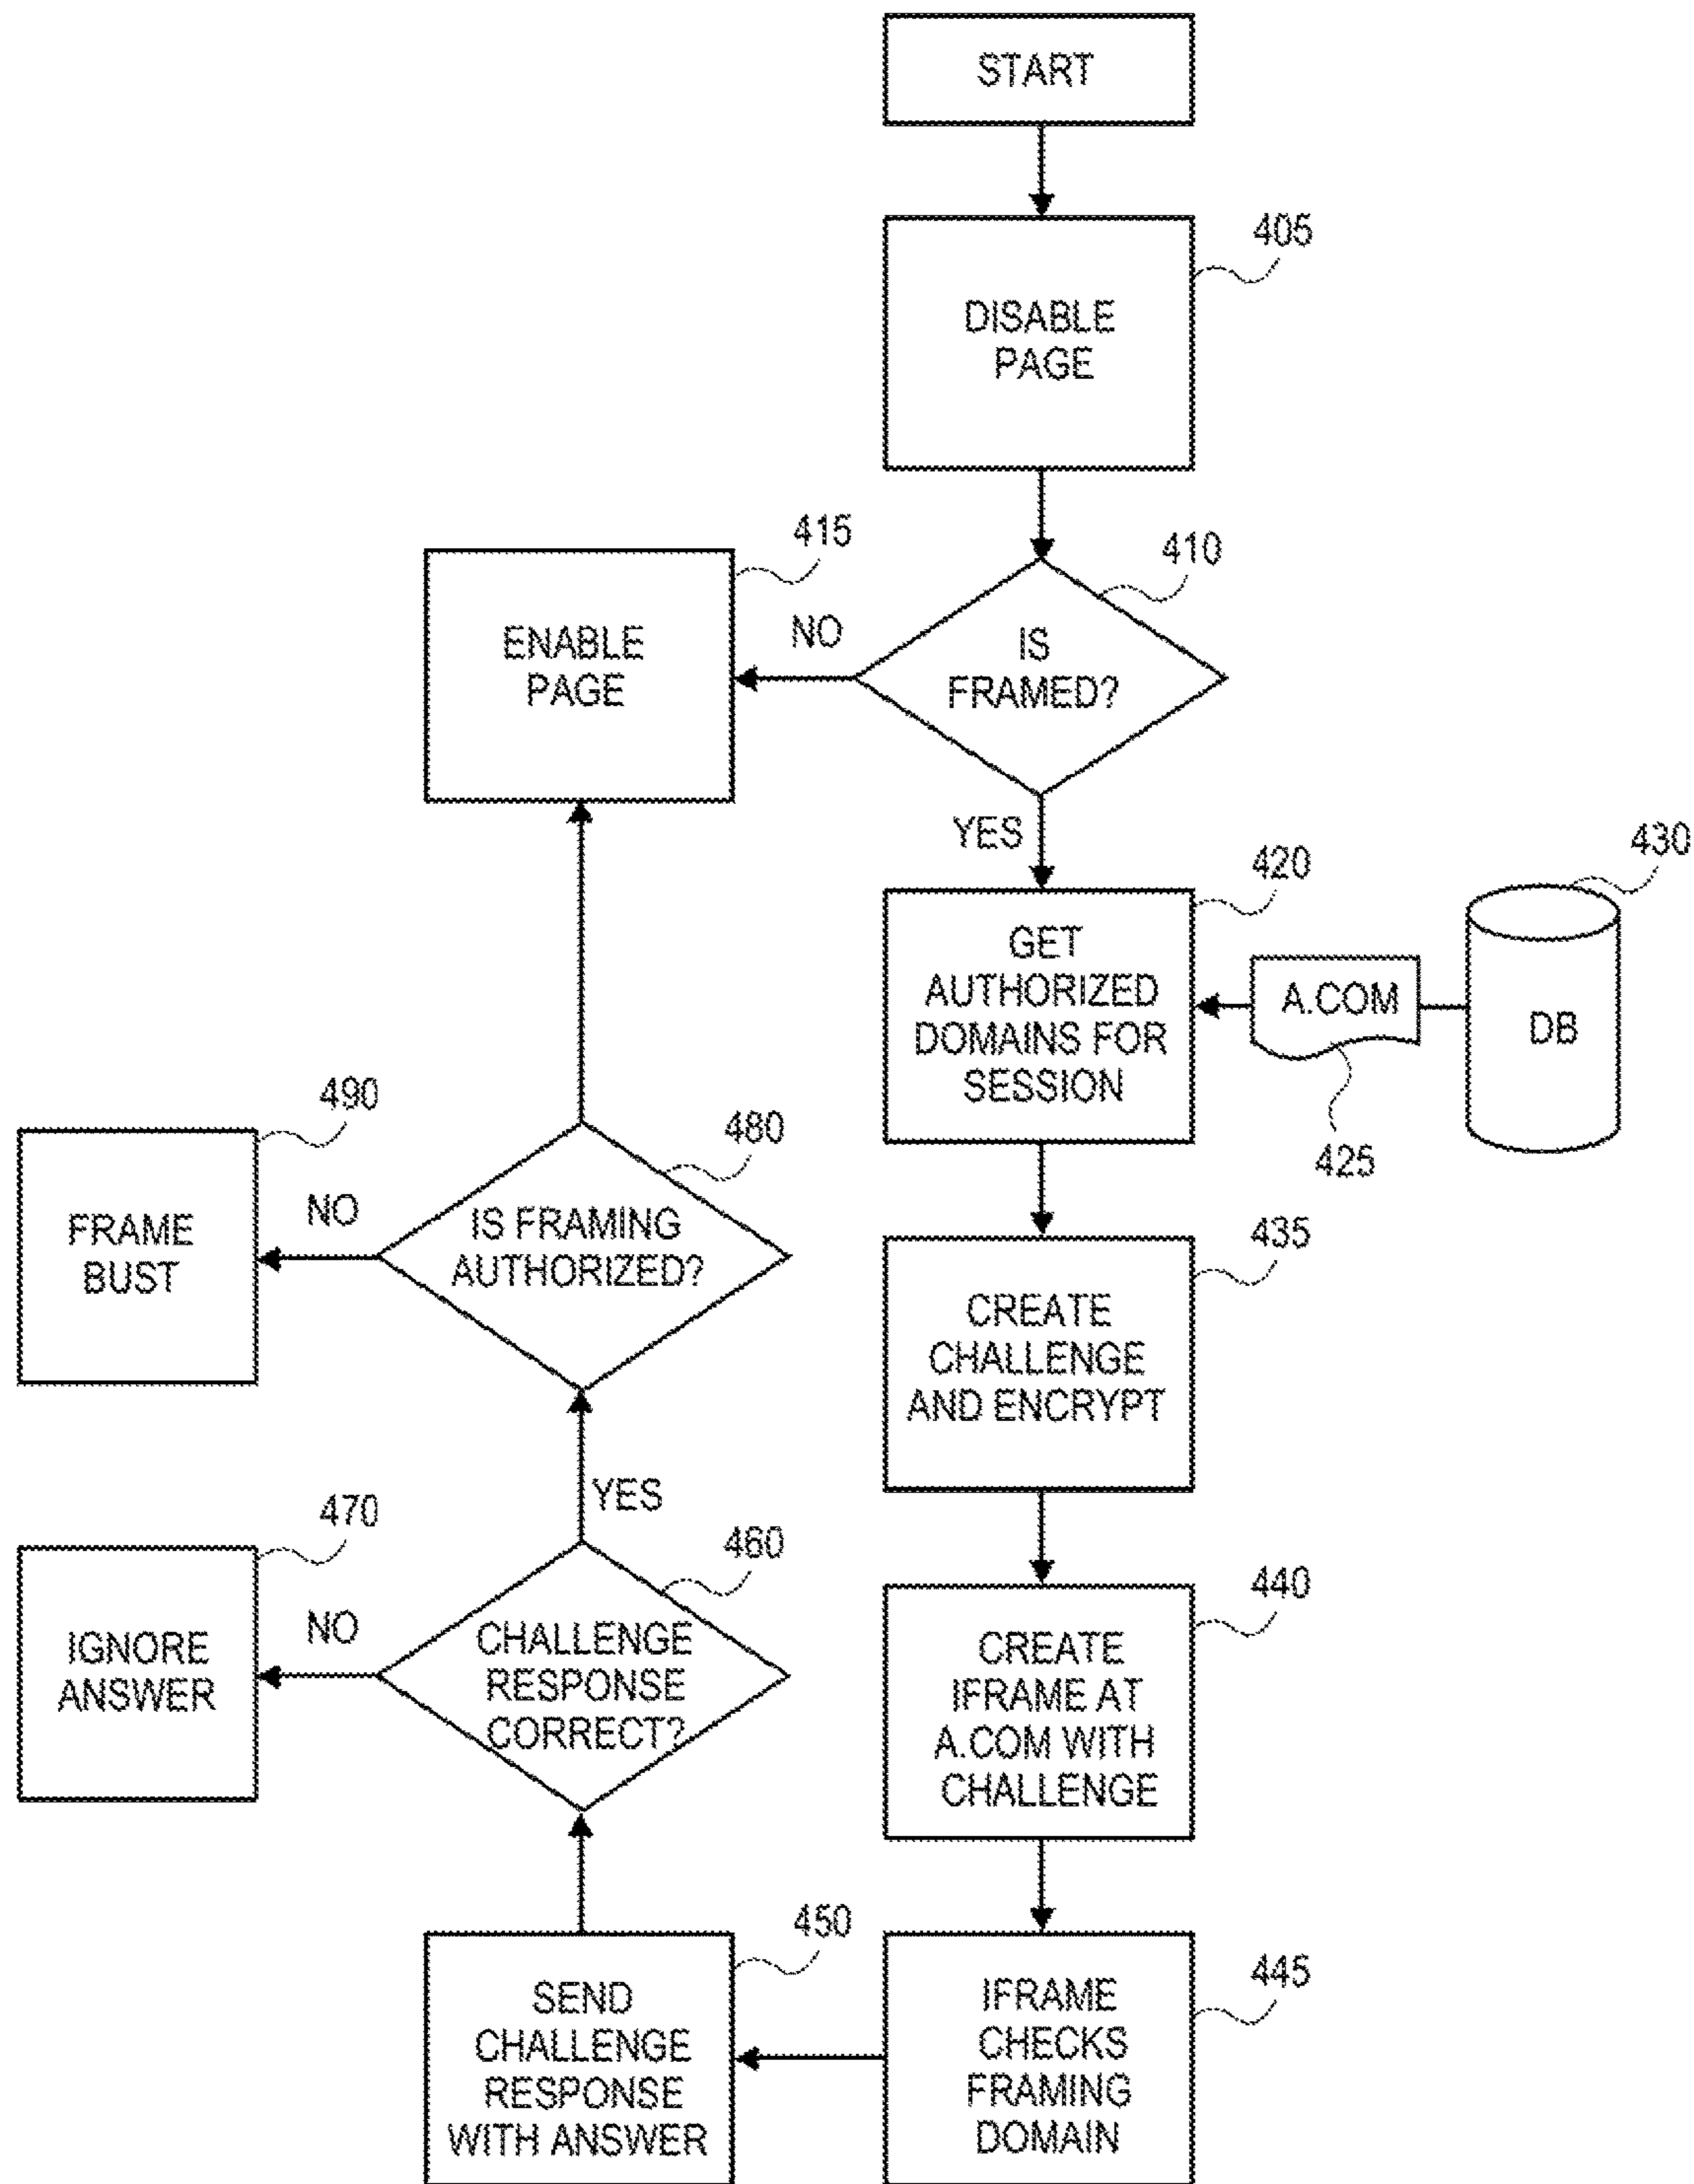 START
405
DISABLE
PAGE
415
410
ENABLE
PAGE
NO
IS
FRAMED?
YES
420
430
GET
AUTHORIZED
DOMAINS FOR
SESSION
A.COM
DB
425
490
480
FRAME
BUST
NO
IS FRAMING
AUTHORIZED?
435
CREATE
CHALLENGE
AND ENCRYPT
YES
470
460
IGNORE
ANSWER
NO
CHALLENGE
RESPONSE
CORRECT?
440
CREATE
IFRAME AT
A.COM WITH
CHALLENGE
450
445
SEND
CHALLENGE
RESPONSE
WITH ANSWER
IFRAME
CHECKS
FRAMING
DOMAIN